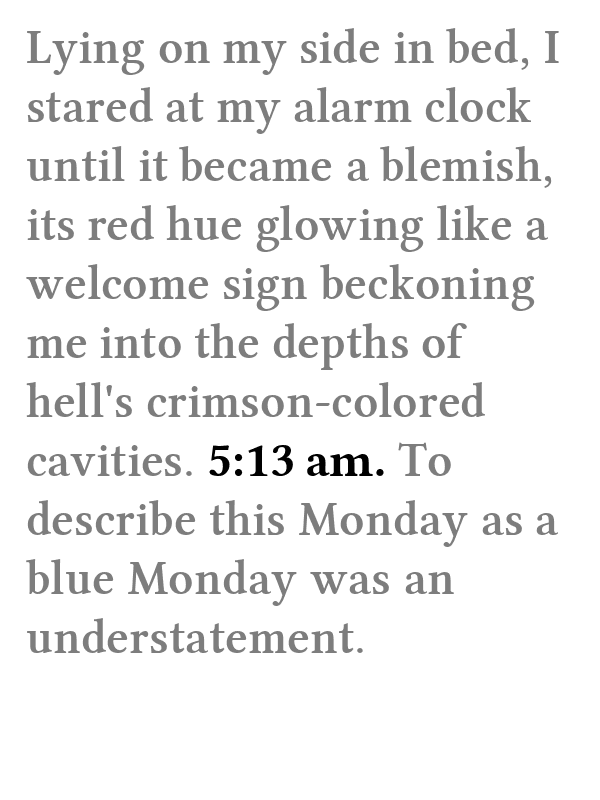 Lying on my side in bed, I
stared at my alarm clock
until it became a blemish,
its red hue glowing like a
welcome sign beckoning
me into the depths of
hell's crimson-colored
cavities. 5:13 am. To
describe this Monday as a
blue Monday was an
understatement.